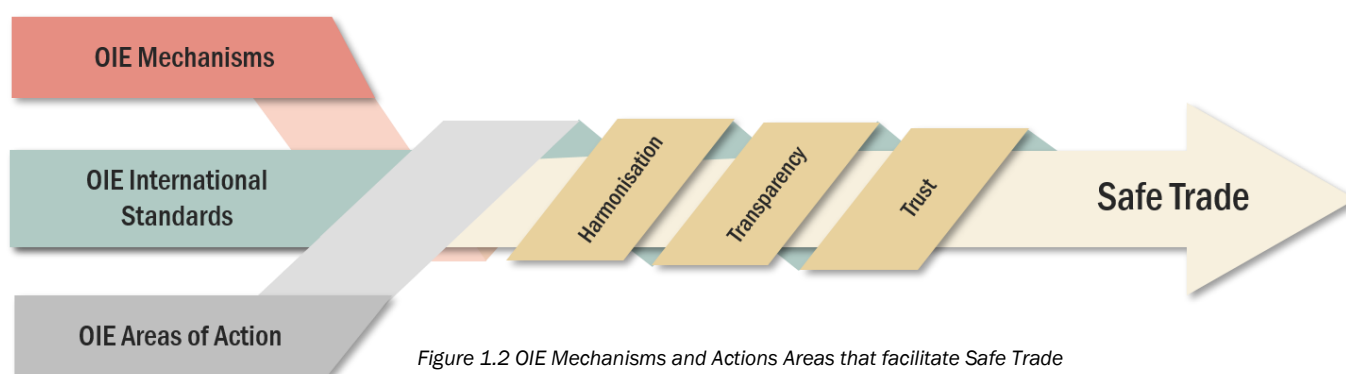 OIE Mechanisms
OIE International
Standards
OIE Areas of Action
Harmonisation
Transparency
Trust
Safe Trade
Figure 1.2 OIE Mechanisms and Actions Areas that facilitate Safe Trade